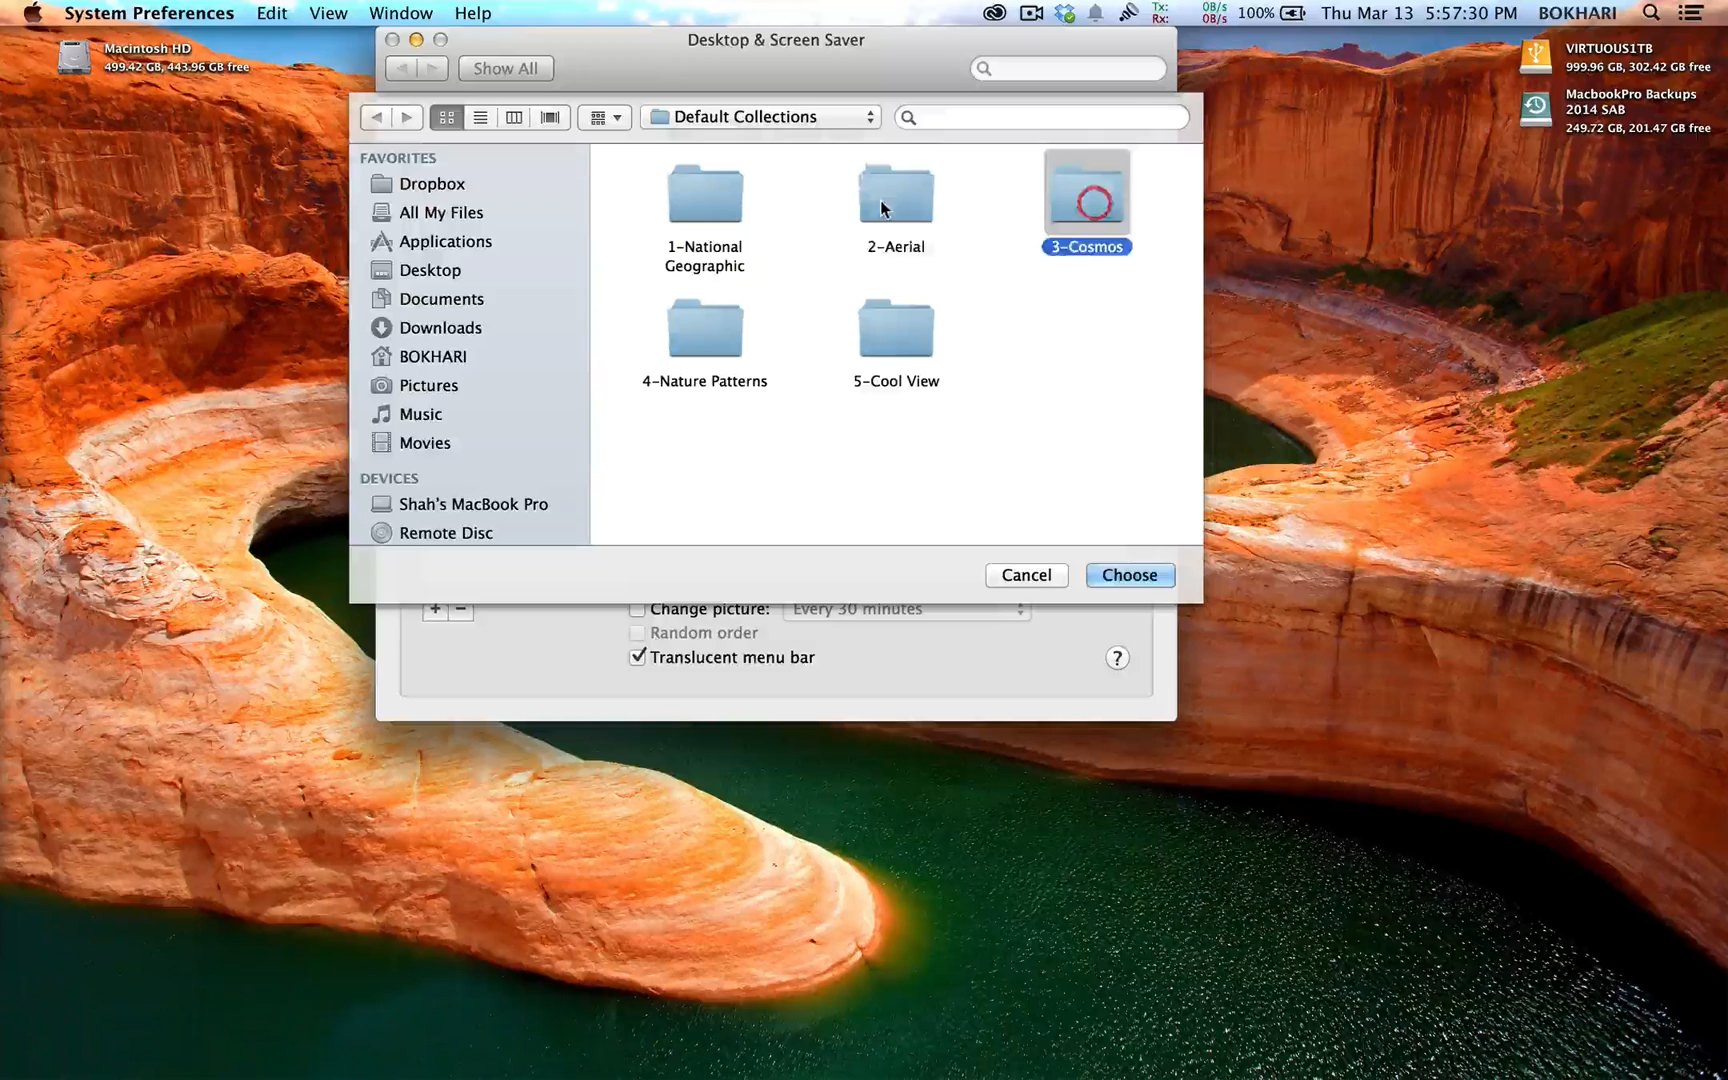 System Preferences Edit View Window Help Tx: 0B/s Rx: 0B/s 100% Thu Mar 13 5:57:30 PM BOKHARI
Macintosh HD
499.42 GB, 443.96 GB free
VIRTUOUS1TB
999.96 GB, 302.42 GB free
MacbookPro Backups
2014 SAB
249.72 GB, 201.47 GB free
Desktop & Screen Saver
Show All
Default Collections
FAVORITES
Dropbox
All My Files
Applications
Desktop
Documents
Downloads
BOKHARI
Pictures
Music
Movies
DEVICES
Shah's MacBook Pro
Remote Disc
1-National
Geographic
2-Aerial
3-Cosmos
4-Nature Patterns
5-Cool View
Cancel Choose
+ − Change picture: Every 30 minutes
Random order
Translucent menu bar ?